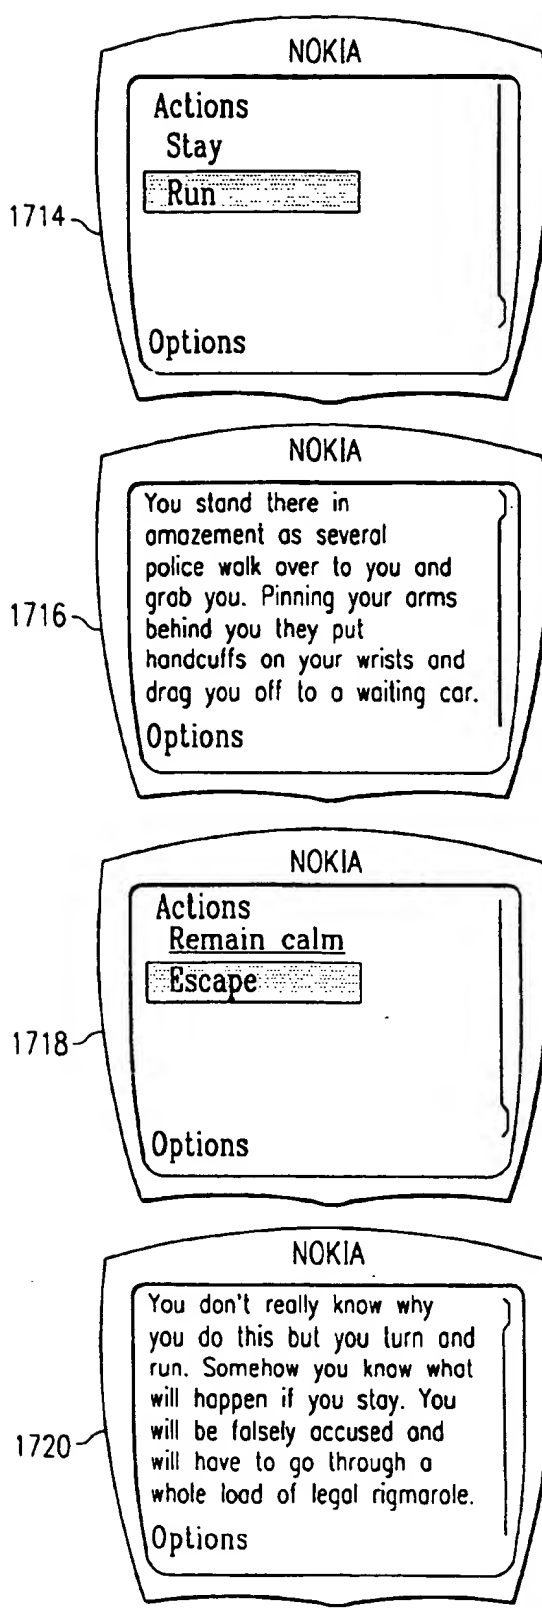 NOKIA
Actions
Stay
Run
1714
Options
NOKIA
You stand there in
amazement as several
police walk over to you and
grab you. Pinning your arms
behind you they put
handcuffs on your wrists and
drag you off to a waiting car.
1716
Options
NOKIA
Actions
Remain calm
Escape
1718
Options
NOKIA
You don't really know why
you do this but you turn and
run. Somehow you know what
will happen if you stay. You
will be falsely accused and
will have to go through a
whole load of legal rigmarole.
1720
Options